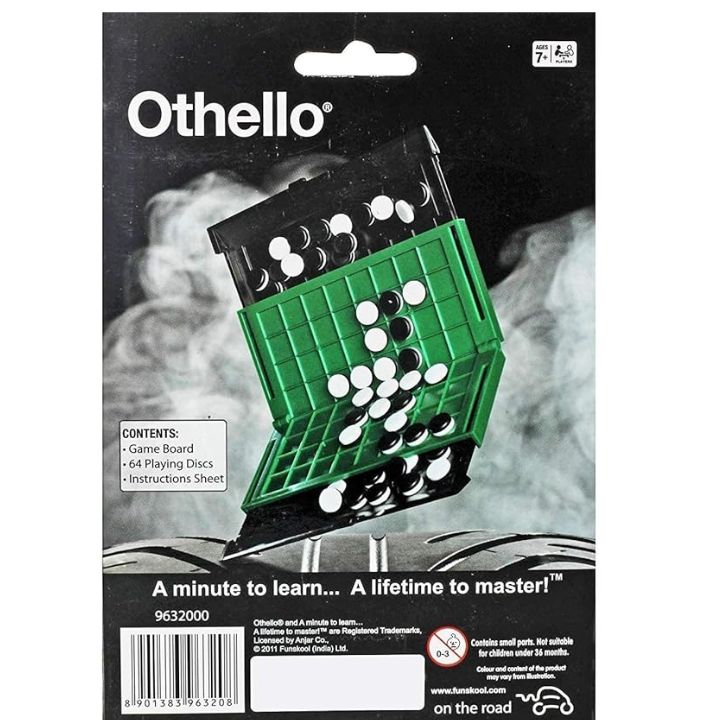 AGES
7+
PLAYERS
Othello®
CONTENTS:
• Game Board
• 64 Playing Discs
• Instructions Sheet
A minute to learn... A lifetime to master!™
9632000
8 901383 963208
Othello® and A minute to learn...
A lifetime to master!™ are Registered Trademarks,
Licensed by Anjar Co.,
© 2011 Funskool (India) Ltd.
0-3
Contains small parts. Not suitable
for children under 36 months.
Colour and content of the product
may vary from illustration.
www.funskool.com
on the road